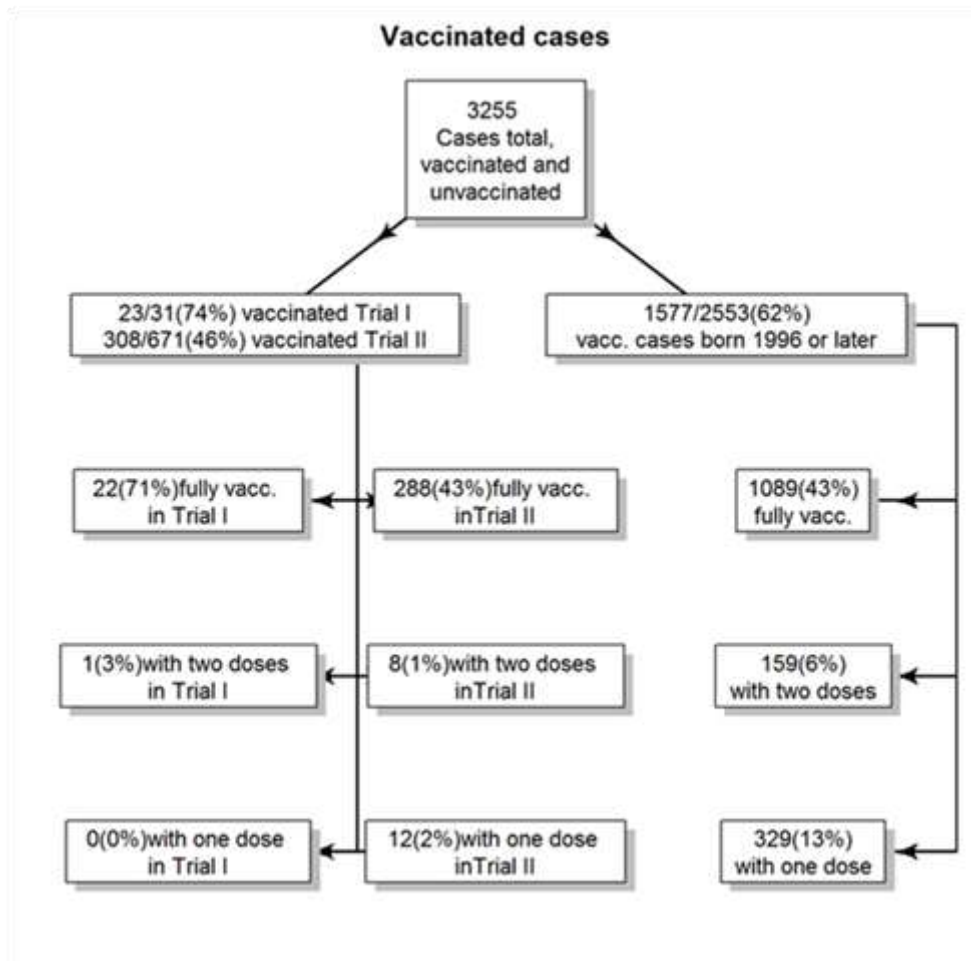 Vaccinated cases
3255
Cases total,
vaccinated and
unvaccinated
23/31(74%) vaccinated Trial I
308/671(46%) vaccinated Trial II
1577/2553(62%)
vacc. cases born 1996 or later
22(71%)fully vacc.
in Trial I
288(43%)fully vacc.
inTrial II
1089(43%)
fully vacc.
1(3%)with two doses
in Trial I
8(1%)with two doses
inTrial II
159(6%)
with two doses
0(0%)with one dose
in Trial I
12(2%)with one dose
inTrial II
329(13%)
with one dose